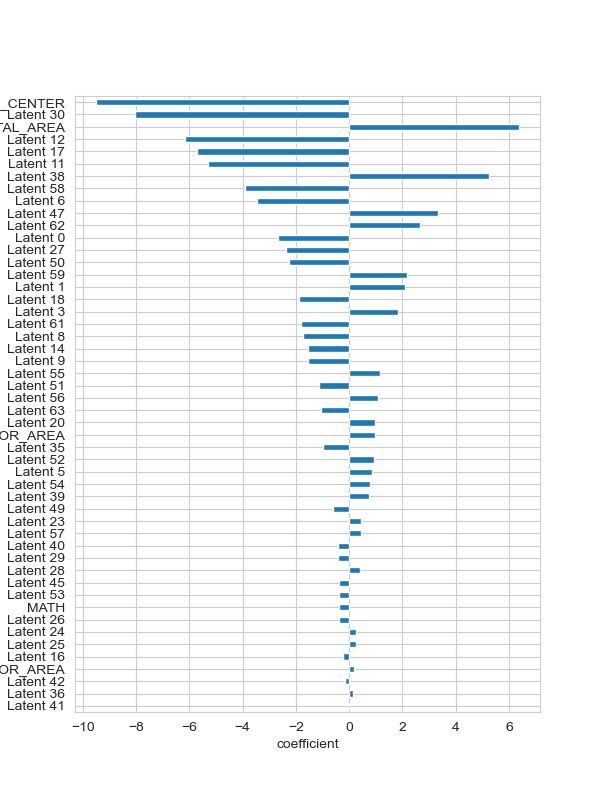 _CENTER
Latent 30
TAL_AREA
Latent 12
Latent 17
Latent 11
Latent 38
Latent 58
Latent 6
Latent 47
Latent 62
Latent 0
Latent 27
Latent 50
Latent 59
Latent 1
Latent 18
Latent 3
Latent 61
Latent 8
Latent 14
Latent 9
Latent 55
Latent 51
Latent 56
Latent 63
Latent 20
OR_AREA
Latent 35
Latent 52
Latent 5
Latent 54
Latent 39
Latent 49
Latent 23
Latent 57
Latent 40
Latent 29
Latent 28
Latent 45
Latent 53
MATH
Latent 26
Latent 24
Latent 25
Latent 16
OR_AREA
Latent 42
Latent 36
Latent 41
−10 −8 −6 −4 −2 0 2 4 6
coefficient